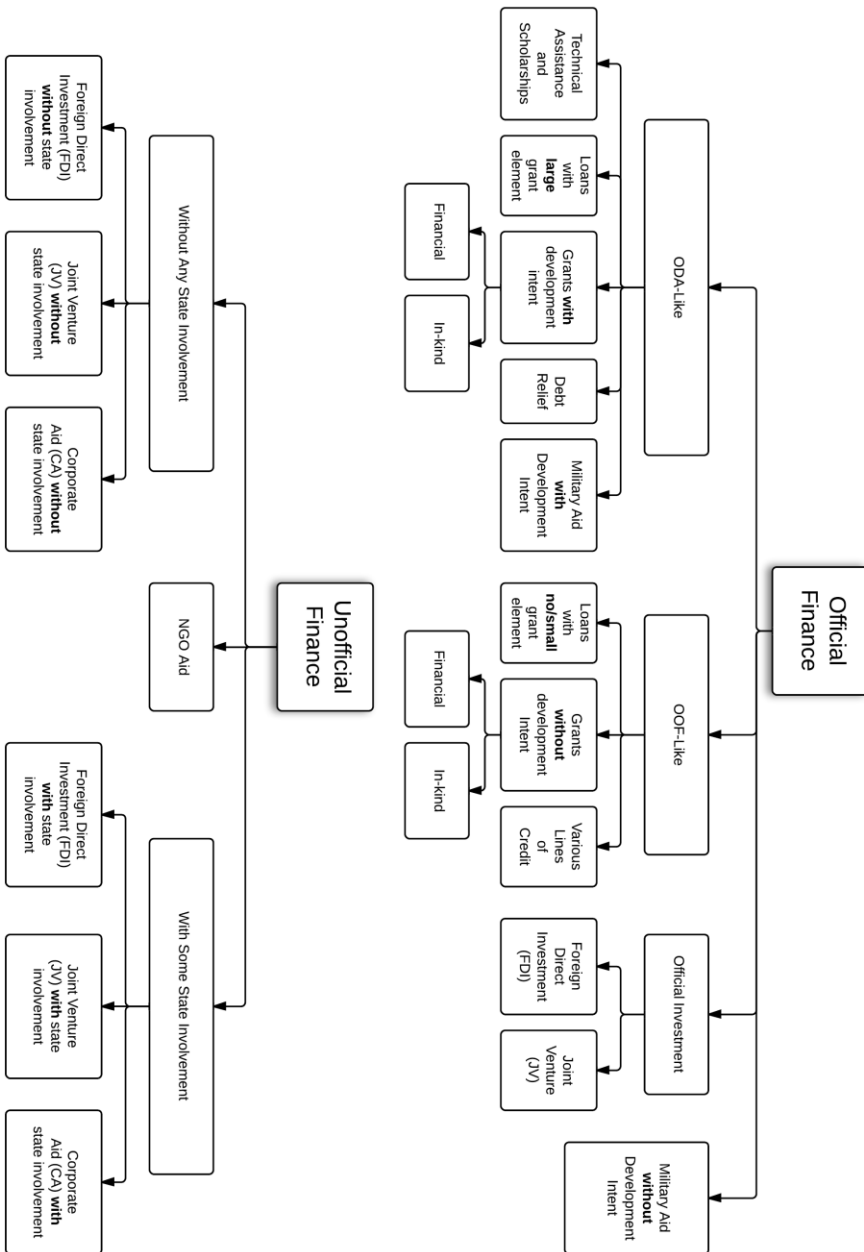 Official
Finance
ODA-Like
OOF-Like
Official Investment
Military Aid
without
Development
Intent
Technical
Assistance
and
Scholarships
Loans
with
large
grant
element
Grants with
development
intent
Debt
Relief
Military Aid
with
Development
Intent
Loans
with
no/small
grant
element
Grants
without
development
Intent
Various
Lines
of
Credit
Foreign
Direct
Investment
(FDI)
Joint
Venture
(JV)
Financial
In-kind
Financial
In-kind
Unofficial
Finance
Without Any State Involvement
NGO Aid
With Some State Involvement
Foreign Direct
Investment (FDI)
without state
involvement
Joint Venture
(JV) without
state involvement
Corporate
Aid (CA) without
state involvement
Foreign Direct
Investment (FDI)
with state
involvement
Joint Venture
(JV) with state
involvement
Corporate
Aid (CA) with
state involvement